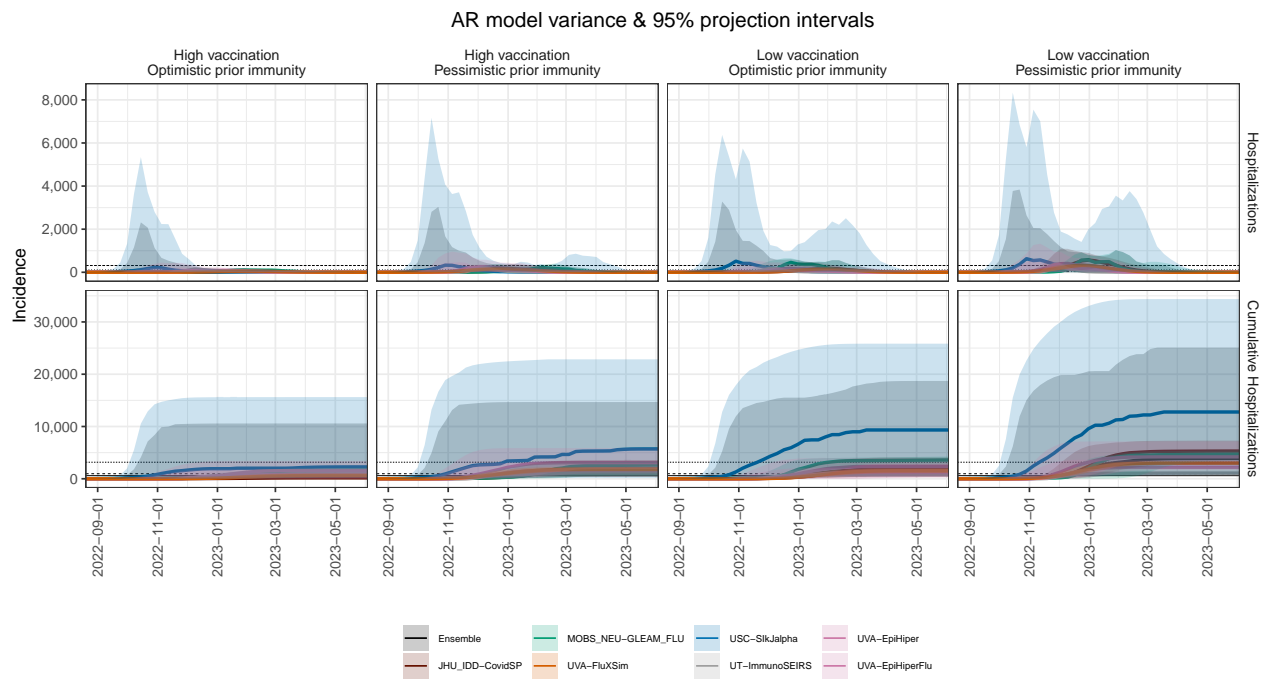 AR model variance & 95% projection intervals
High vaccination
Optimistic prior immunity
High vaccination
Pessimistic prior immunity
Low vaccination
Optimistic prior immunity
Low vaccination
Pessimistic prior immunity
Incidence
8,000
6,000
4,000
2,000
0
Hospitalizations
30,000
20,000
10,000
0
Cumulative Hospitalizations
2022−09−01
2022−11−01
2023−01−01
2023−03−01
2023−05−01
2022−09−01
2022−11−01
2023−01−01
2023−03−01
2023−05−01
2022−09−01
2022−11−01
2023−01−01
2023−03−01
2023−05−01
2022−09−01
2022−11−01
2023−01−01
2023−03−01
2023−05−01
Ensemble
MOBS_NEU−GLEAM_FLU
USC−SIkJalpha
UVA−EpiHiper
JHU_IDD−CovidSP
UVA−FluXSim
UT−ImmunoSEIRS
UVA−EpiHiperFlu